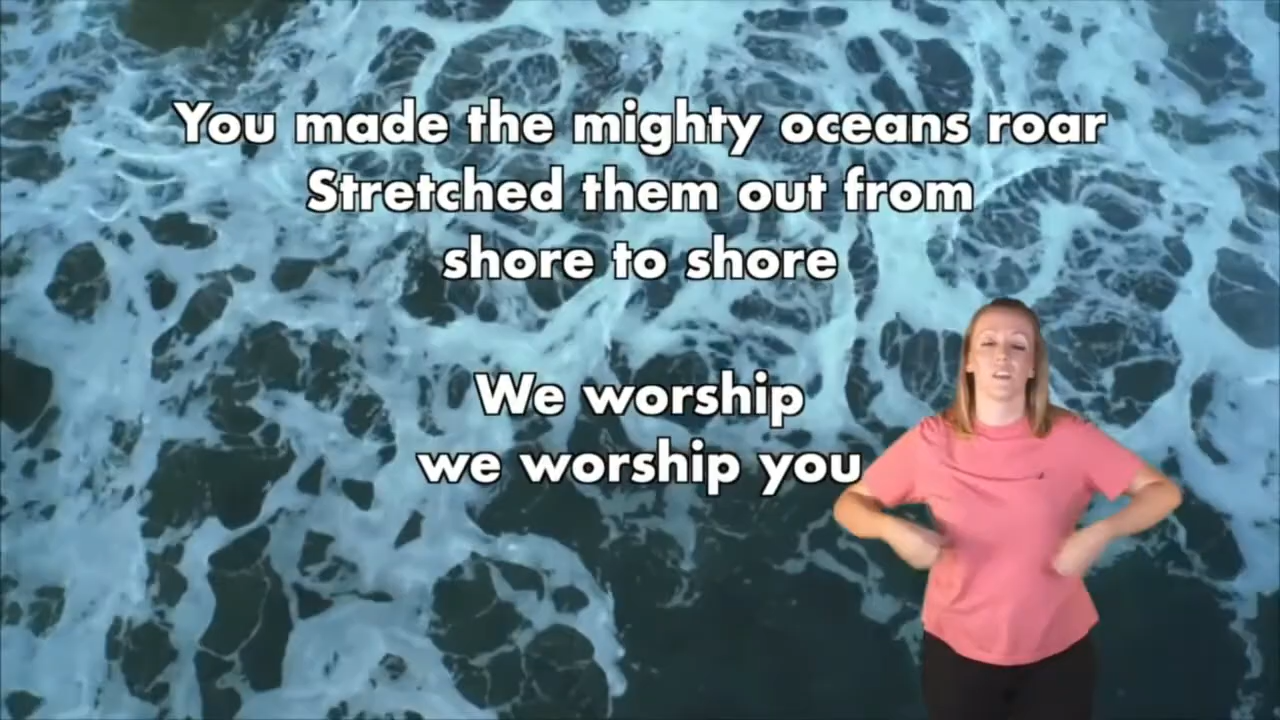 You made the mighty oceans roar
Stretched them out from
shore to shore
We worship
we worship you